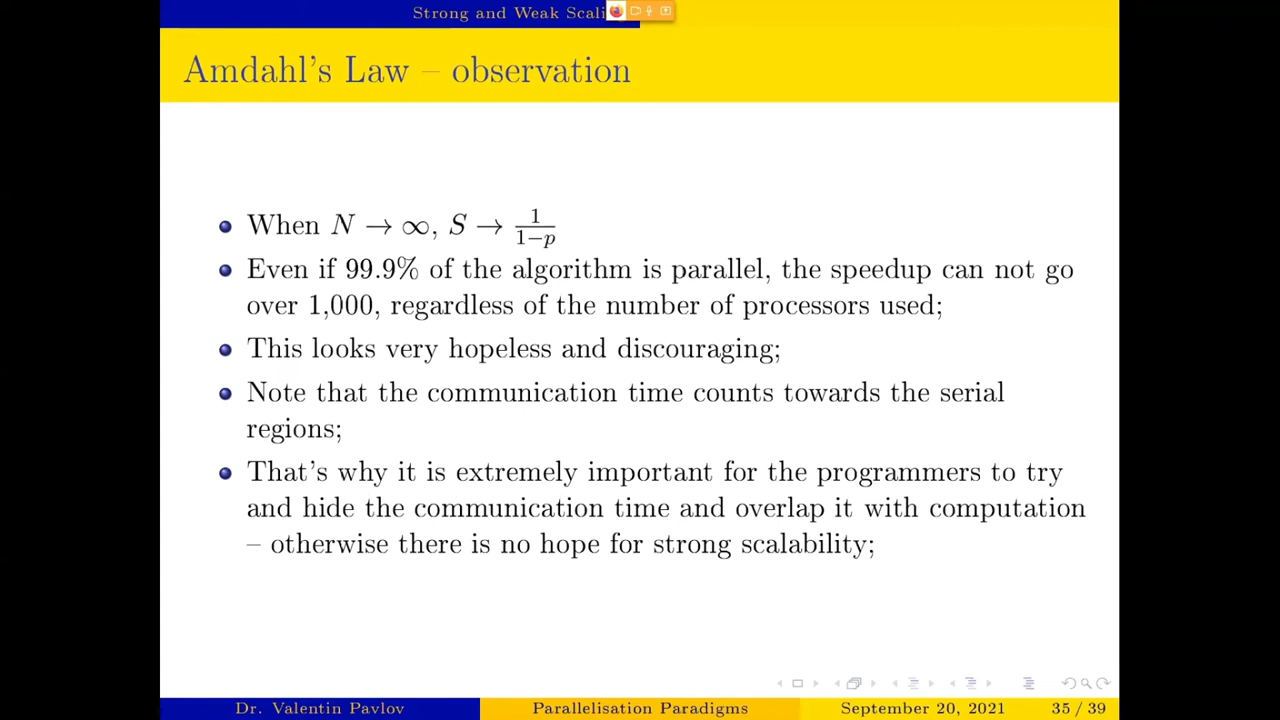 Strong and Weak Scali
Amdahl's Law – observation
When N → ∞, S → 1/(1−p)
Even if 99.9% of the algorithm is parallel, the speedup can not go
over 1,000, regardless of the number of processors used;
This looks very hopeless and discouraging;
Note that the communication time counts towards the serial
regions;
That's why it is extremely important for the programmers to try
and hide the communication time and overlap it with computation
– otherwise there is no hope for strong scalability;
Dr. Valentin Pavlov Parallelisation Paradigms September 20, 2021 35 / 39